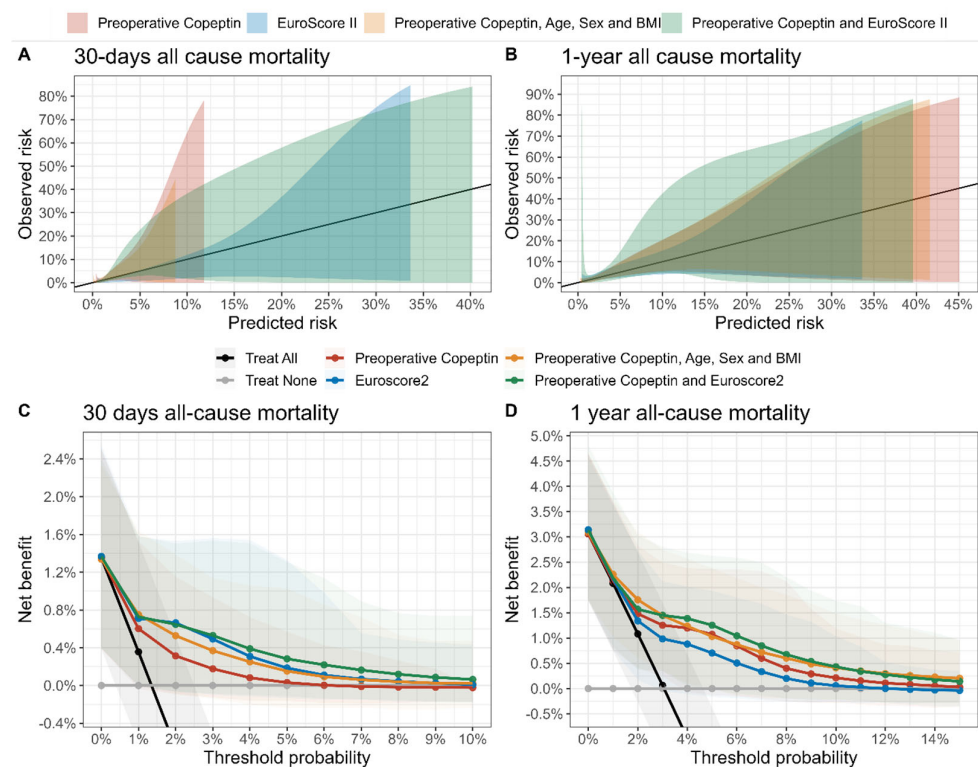 Preoperative Copeptin EuroScore II Preoperative Copeptin, Age, Sex and BMI Preoperative Copeptin and EuroScore II
A 30-days all cause mortality
80%
70%
60%
50%
40%
30%
20%
10%
0%
Observed risk
0% 5% 10% 15% 20% 25% 30% 35% 40%
Predicted risk
B 1-year all cause mortality
90%
80%
70%
60%
50%
40%
30%
20%
10%
0%
Observed risk
0% 5% 10% 15% 20% 25% 30% 35% 40% 45%
Predicted risk
Treat All Preoperative Copeptin Preoperative Copeptin, Age, Sex and BMI
Treat None Euroscore2 Preoperative Copeptin and Euroscore2
C 30 days all-cause mortality
2.4%
2.0%
1.6%
1.2%
0.8%
0.4%
0.0%
-0.4%
Net benefit
0% 1% 2% 3% 4% 5% 6% 7% 8% 9% 10%
Threshold probability
D 1 year all-cause mortality
5.0%
4.5%
4.0%
3.5%
3.0%
2.5%
2.0%
1.5%
1.0%
0.5%
0.0%
-0.5%
Net benefit
0% 2% 4% 6% 8% 10% 12% 14%
Threshold probability